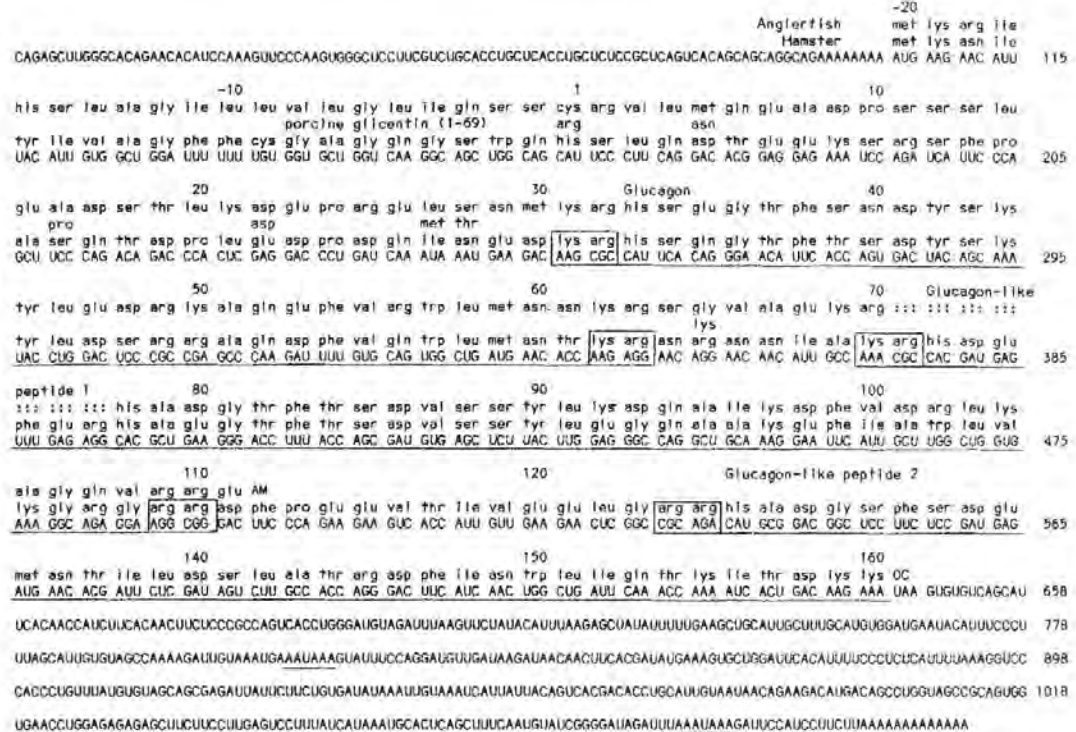 -20
Anglerfish met lys arg ile
Hamster met lys asn ile
CAGAGCUUGGGCACAGAACACAUCCAAAGUUCCCAAGUGGGCUCCUUCGUCUGCACCUGCUCACCUGCUCUCCGCUCAGUCACAGCAGCAGGCAGAAAAAAAA AUG AAG AAC AUU 115
-10 1 10
his ser leu ala gly ile leu leu val leu gly leu ile gln ser ser cys arg val leu met gln glu ala asp pro ser ser ser leu
porcine glicentin (1-69) arg asn
tyr ile val ala gly phe phe cys gly ala gly gln gly ser trp gln his ser leu gln asp thr glu glu lys ser arg ser phe pro
UAC AUU GUG GCU GGA UUU UUU UGU GGU GCU GGU CAA GGC AGC UGG CAG CAU UCC CUU CAG GAC ACG GAG GAG AAA UCC AGA UCA UUC CCA 205
20 30 Glucagon 40
glu ala asp ser thr leu lys asp glu pro arg glu leu ser asn met lys arg his ser glu gly thr phe ser asn asp tyr ser lys
pro asp met thr
ala ser gln thr asp pro leu glu asp pro asp gln ile asn glu asp lys arg his ser gln gly thr phe thr ser asp tyr ser lys
GCU UCC CAG ACA GAC CCA CUC GAG GAC CCU GAU CAA AUA AAU GAA GAC AAG CGC CAU UCA CAG GGA ACA UUC ACC AGU GAC UAC AGC AAA 295
50 60 70 Glucagon-like
tyr leu glu asp arg lys ala gln glu phe val arg trp leu met asn asn lys arg ser gly val ala glu lys arg ::: ::: ::: :::
lys
tyr leu asp ser arg arg ala gln asp phe val gln trp leu met asn thr lys arg asn arg asn asn ile ala lys arg his asp glu
UAC CUG GAC UCC CGC CGA GCC CAA GAU UUU GUG CAG UGG CUG AUG AAC ACC AAG AGG AAC AGG AAC AAC AUU GCC AAA CGC CAC GAU GAG 385
peptide 1 80 90 100
::: ::: ::: his ala asp gly thr phe thr ser asp val ser ser tyr leu lys asp gln ala ile lys asp phe val asp arg leu lys
phe glu arg his ala glu gly thr phe thr ser asp val ser ser tyr leu glu gly gln ala ala lys glu phe ile ala trp leu val
UUU GAG AGG CAC GCU GAA GGG ACC UUU ACC AGC GAU GUG AGC UCU UAC UUG GAG GGC CAG GCU GCA AAG GAA UUC AUU GCU UGG CUG GUG 475
110 120 Glucagon-like peptide 2
ala gly gln val arg arg glu AM
lys gly arg gly arg arg asp phe pro glu glu val thr ile val glu glu leu gly arg arg his ala asp gly ser phe ser asp glu
AAA GGC AGA GGA AGG CGG GAC UUC CCA GAA GAA GUC ACC AUU GUU GAA GAA CUC GGC CGC AGA CAU GCG GAC GGC UCC UUC UCC GAU GAG 565
140 150 160
met asn thr ile leu asp ser leu ala thr arg asp phe ile asn trp leu ile gln thr lys ile thr asp lys lys OC
AUG AAC ACG AUU CUC GAU AGU CUU GCC ACC AGG GAC UUC AUC AAC UGG CUG AUU CAA ACC AAA AUC ACU GAC AAG AAA UAA GUGUGUCAGCAU 658
UCACAACCAUCUUCACAACUUCUCCCGCCAGUCACCUGGGAUGUAGAUUUAAGUUCUAUACAUUUAAGAGCUAUAUUUUUGAAGCUGCAUUGCUUUGCAUGUGGAUGAAUACAUUUCCCU 778
UUAGCAUUGUGUAGCCAAAAGAUUGUAAAUGAAAUAAAGUAUUUCCAGGAUGUUGAUAAGAUAACAACUUCACGAUAUGAAAGUGCUGGAUUCACAUUUUCCCUCUCAUUUUAAAGGUCC 898
CACCCUGUUUAUGUGUAGCAGCGAGAUUAUUCUUCUGUGAUAUAAAUUGUAAAUCAUUAUUACAGUCACGACACCUGCAUUGUAAUAACAGAAGACAUGACAGCCUGGUAGCCGCAGUGG 1018
UGAACCUGGAGAGAGAGCUUCUUCCUUGAGUCCUUUAUCAUAAAUGCACUCAGCUUUCAAUGUAUCGGGGAUAGAUUUAAAUAAAGAUUCCAUCCUUCUUAAAAAAAAAAAAA